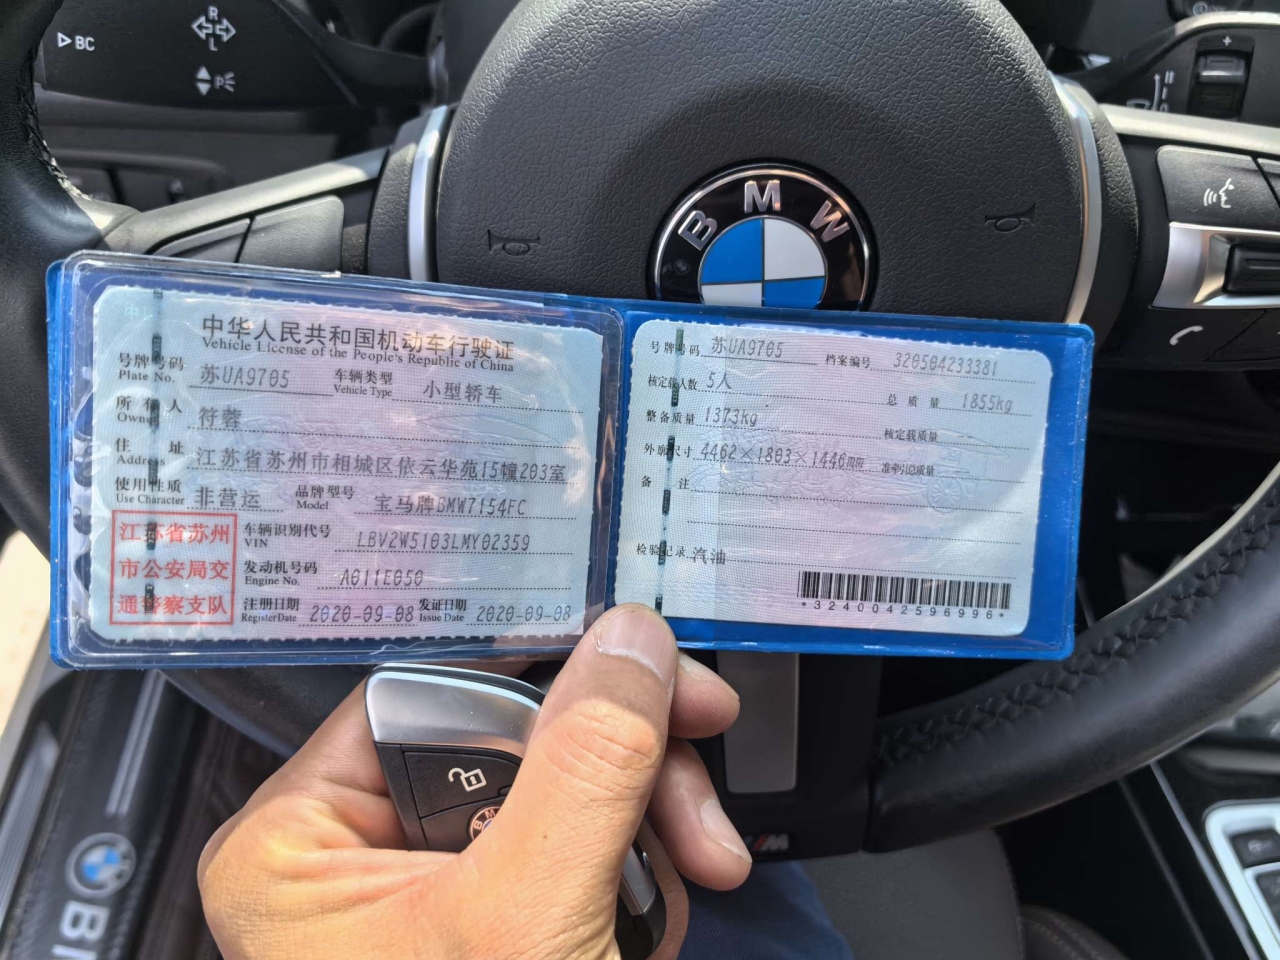 ▷BC
R
L
P
BMW
中华人民共和国机动车行驶证
Vehicle License of the People's Republic of China
号牌号码 苏UA9705 车辆类型 小型轿车
Plate No. Vehicle Type
所有人 符蓉
Owner
住址 江苏省苏州市相城区依云华苑15幢203室
Address
使用性质 非营运 品牌型号 宝马牌BMW7154FC
Use Character Model
江苏省苏州
市公安局交
通警察支队
车辆识别代号 LBV2W5103LMY02359
VIN
发动机号码 A011E050
Engine No.
注册日期 2020-09-08 发证日期 2020-09-08
Register Date Issue Date
号牌号码 苏UA9705 档案编号 320504233381
核定载人数 5人 总质量 1855kg
整备质量 1373kg 核定载质量
外廓尺寸 4462×1803×1446mm 准牵引总质量
备注
检验记录 汽油
*3240042596996*
BMW
M